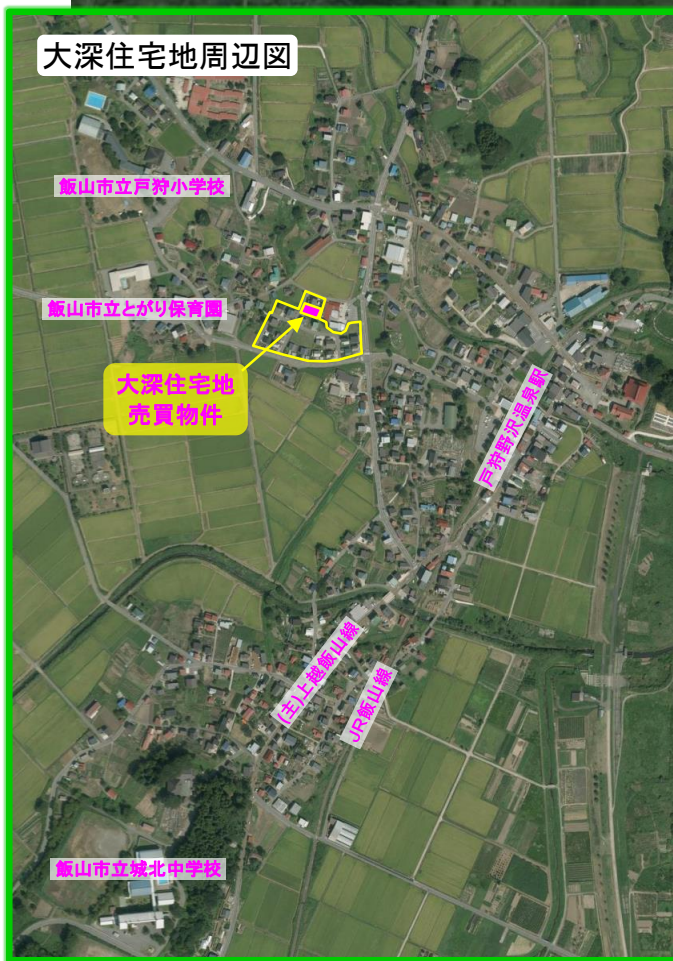 大深住宅地周辺図
飯山市立戸狩小学校
飯山市立とがり保育園
大深住宅地
売買物件
戸狩野沢温泉駅
(主)上越飯山線
JR飯山線
飯山市立城北中学校